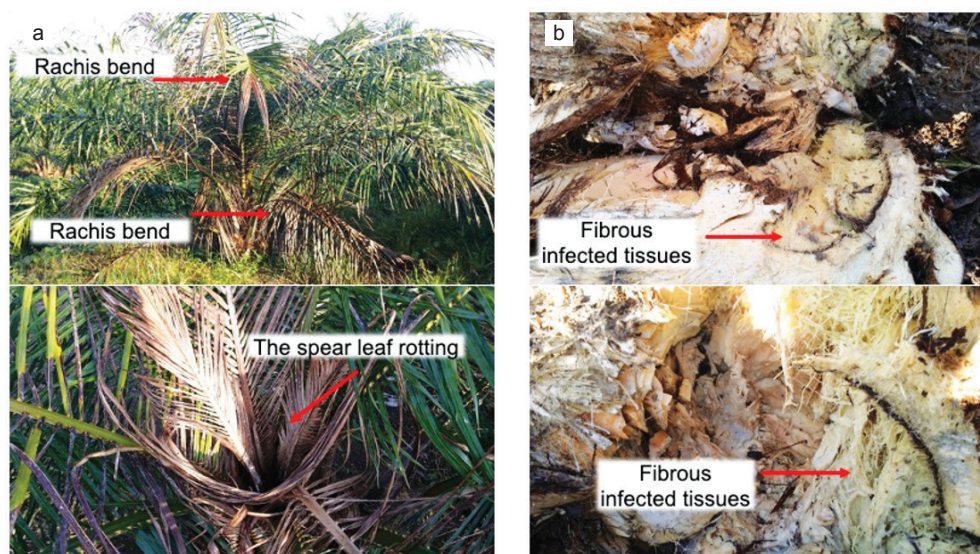 a
Rachis bend
Rachis bend
The spear leaf rotting
b
Fibrous
infected tissues
Fibrous
infected tissues